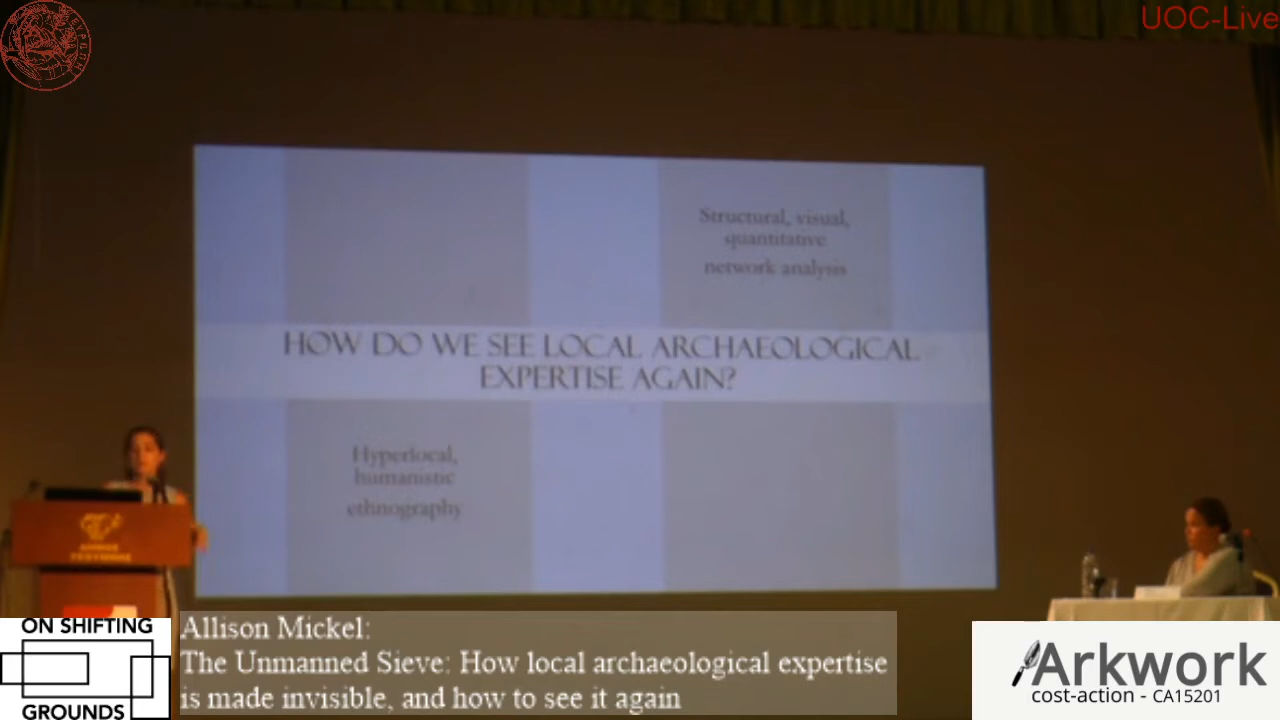 UOC-Live
Structural, visual,
quantitative
network analysis
HOW DO WE SEE LOCAL ARCHAEOLOGICAL
EXPERTISE AGAIN?
Hyperlocal,
humanistic
ethnography
ON SHIFTING
GROUNDS
Allison Mickel:
The Unmanned Sieve: How local archaeological expertise
is made invisible, and how to see it again
Arkwork
cost-action - CA15201